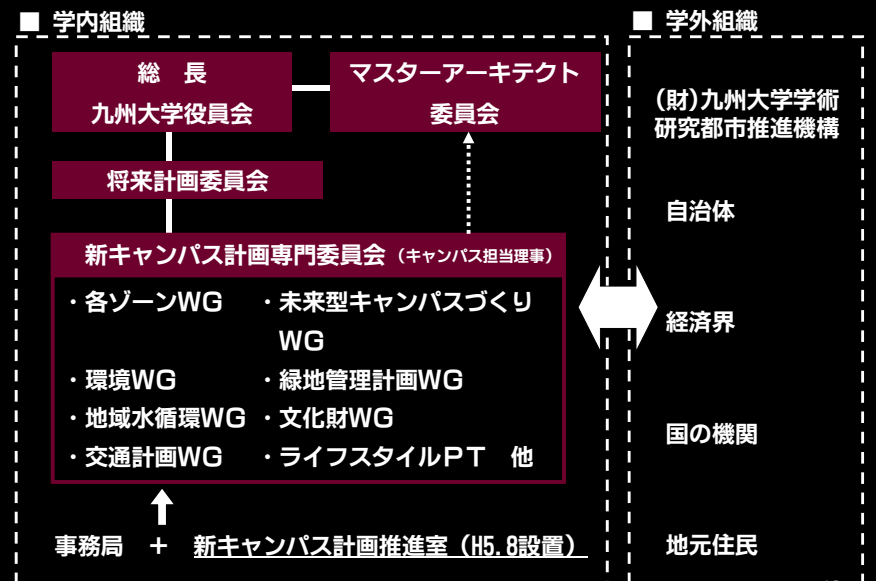 ■ 学内組織
総　長
九州大学役員会
マスターアーキテクト
委員会
将来計画委員会
新キャンパス計画専門委員会（キャンパス担当理事）
・各ゾーンWG
・未来型キャンパスづくり
WG
・環境WG
・緑地管理計画WG
・地域水循環WG
・文化財WG
・交通計画WG
・ライフスタイルPT　他
事務局　＋　新キャンパス計画推進室（H5.8設置）
■ 学外組織
(財)九州大学学術
研究都市推進機構
自治体
経済界
国の機関
地元住民